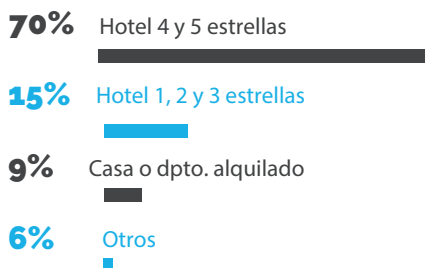 70% Hotel 4 y 5 estrellas
15% Hotel 1, 2 y 3 estrellas
9% Casa o dpto. alquilado
6% Otros